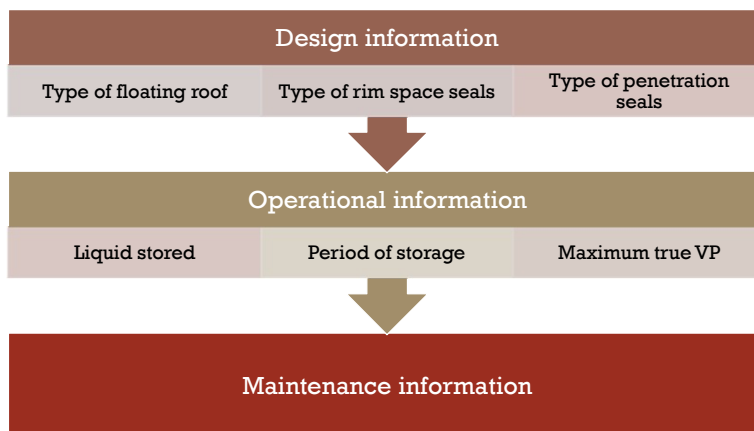 Design information
Type of floating roof
Type of rim space seals
Type of penetration
seals
Operational information
Liquid stored
Period of storage
Maximum true VP
Maintenance information